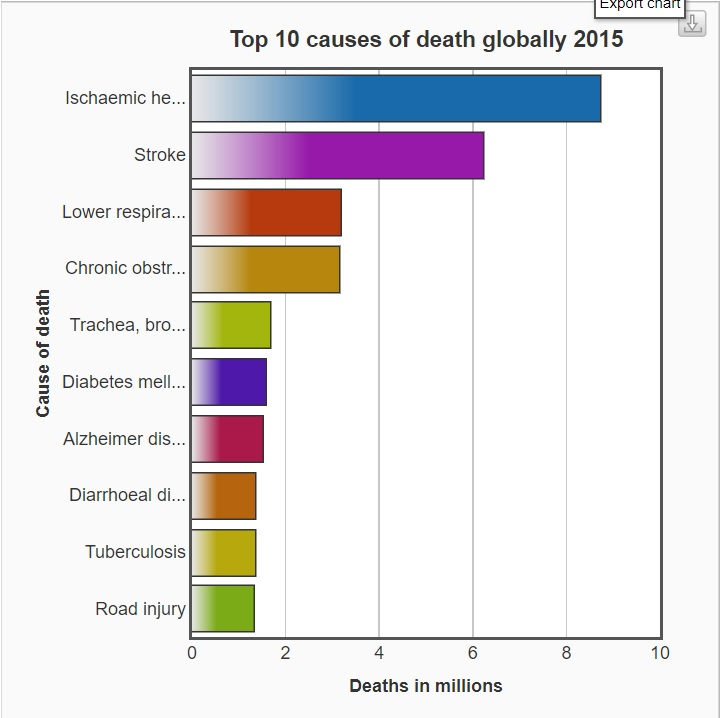 Export chart
Top 10 causes of death globally 2015
Cause of death
Ischaemic he...
Stroke
Lower respira...
Chronic obstr...
Trachea, bro...
Diabetes mell...
Alzheimer dis...
Diarrhoeal di...
Tuberculosis
Road injury
0 2 4 6 8 10
Deaths in millions